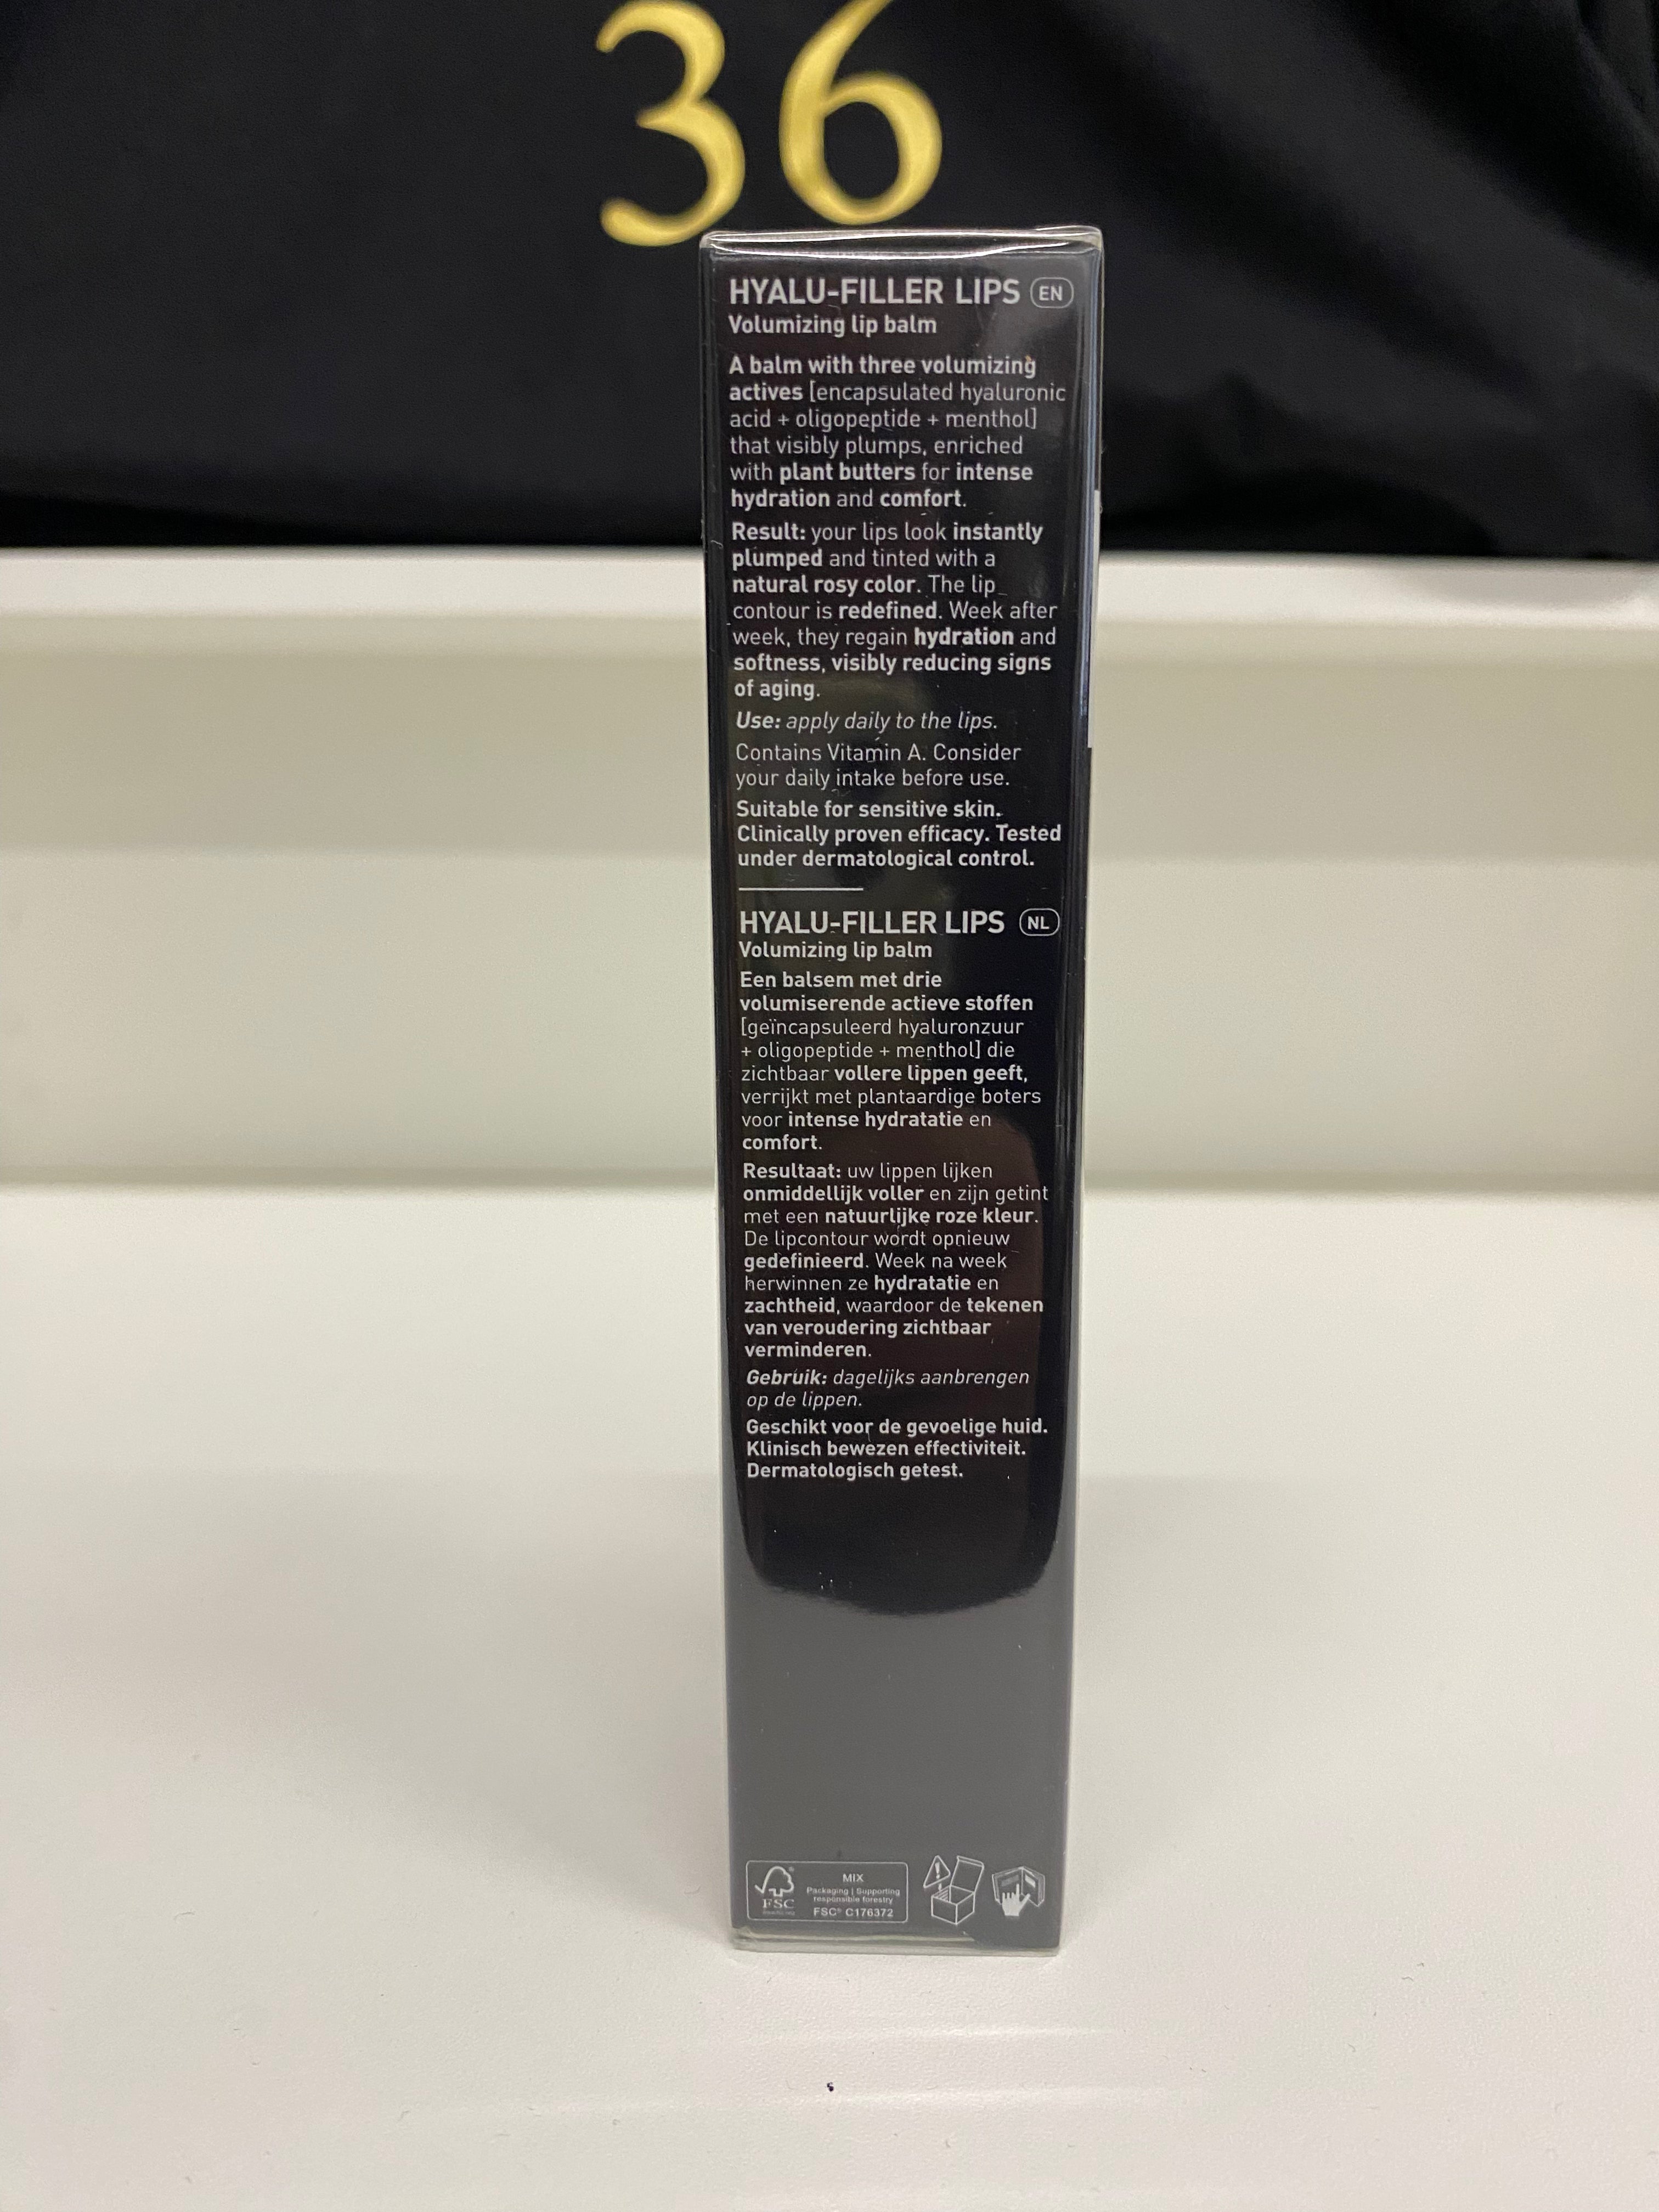 36
HYALU-FILLER LIPS EN
Volumizing lip balm
A balm with three volumizing
actives [encapsulated hyaluronic
acid + oligopeptide + menthol]
that visibly plumps, enriched
with plant butters for intense
hydration and comfort.
Result: your lips look instantly
plumped and tinted with a
natural rosy color. The lip
contour is redefined. Week after
week, they regain hydration and
softness, visibly reducing signs
of aging.
Use: apply daily to the lips.
Contains Vitamin A. Consider
your daily intake before use.
Suitable for sensitive skin.
Clinically proven efficacy. Tested
under dermatological control.
HYALU-FILLER LIPS NL
Volumizing lip balm
Een balsem met drie
volumiserende actieve stoffen
[geïncapsuleerd hyaluronzuur
+ oligopeptide + menthol] die
zichtbaar vollere lippen geeft,
verrijkt met plantaardige boters
voor intense hydratatie en
comfort.
Resultaat: uw lippen lijken
onmiddellijk voller en zijn getint
met een natuurlijke roze kleur.
De lipcontour wordt opnieuw
gedefinieerd. Week na week
herwinnen ze hydratatie en
zachtheid, waardoor de tekenen
van veroudering zichtbaar
verminderen.
Gebruik: dagelijks aanbrengen
op de lippen.
Geschikt voor de gevoelige huid.
Klinisch bewezen effectiviteit.
Dermatologisch getest.
FSC®
MIX
Packaging | Supporting
responsible forestry
FSC® C176372